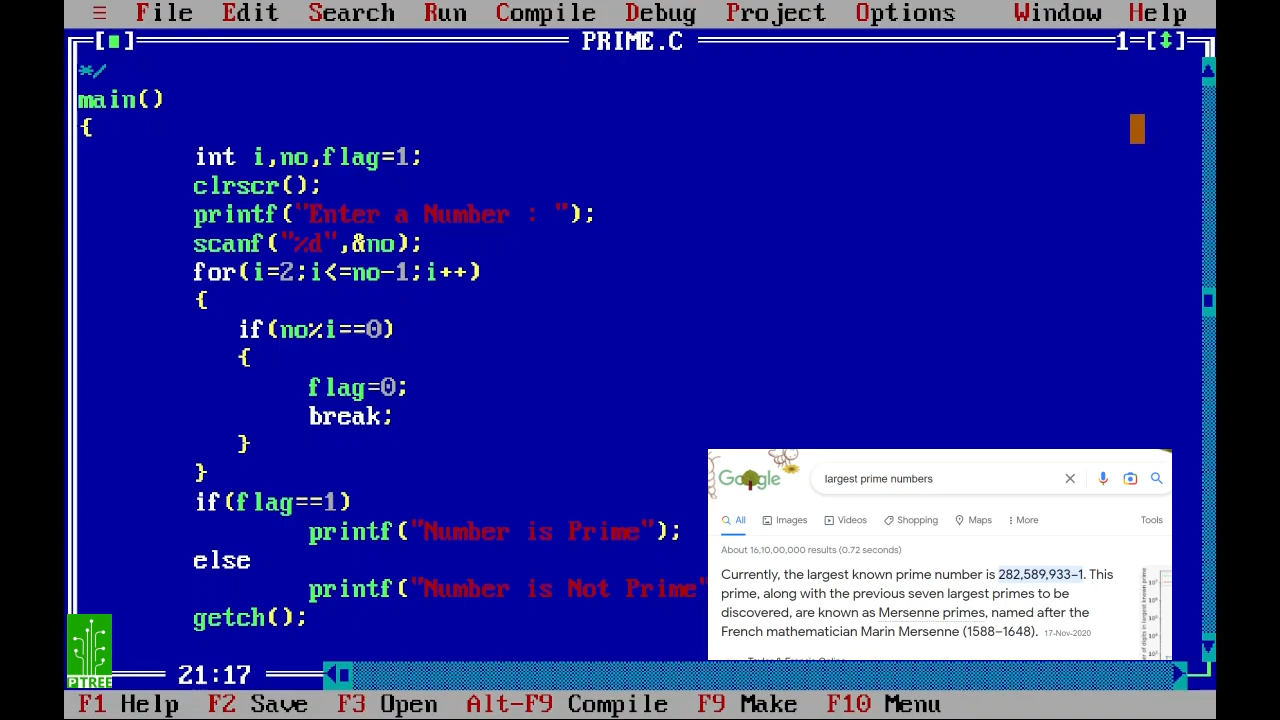 ≡ File Edit Search Run Compile Debug Project Options Window Help
[■] PRIME.C 1=[↕]
*/
main()
{
int i,no,flag=1;
clrscr();
printf("Enter a Number : ");
scanf("%d",&no);
for(i=2;i<=no-1;i++)
{
if(no%i==0)
{
flag=0;
break;
}
}
if(flag==1)
printf("Number is Prime");
else
printf("Number is Not Prime"
getch();
Google largest prime numbers
All Images Videos Shopping Maps More Tools
About 16,10,00,000 results (0.72 seconds)
Currently, the largest known prime number is 282,589,933–1. This
prime, along with the previous seven largest primes to be
discovered, are known as Mersenne primes, named after the
French mathematician Marin Mersenne (1588–1648). 17-Nov-2020
PiTREE
21:17
F1 Help F2 Save F3 Open Alt-F9 Compile F9 Make F10 Menu